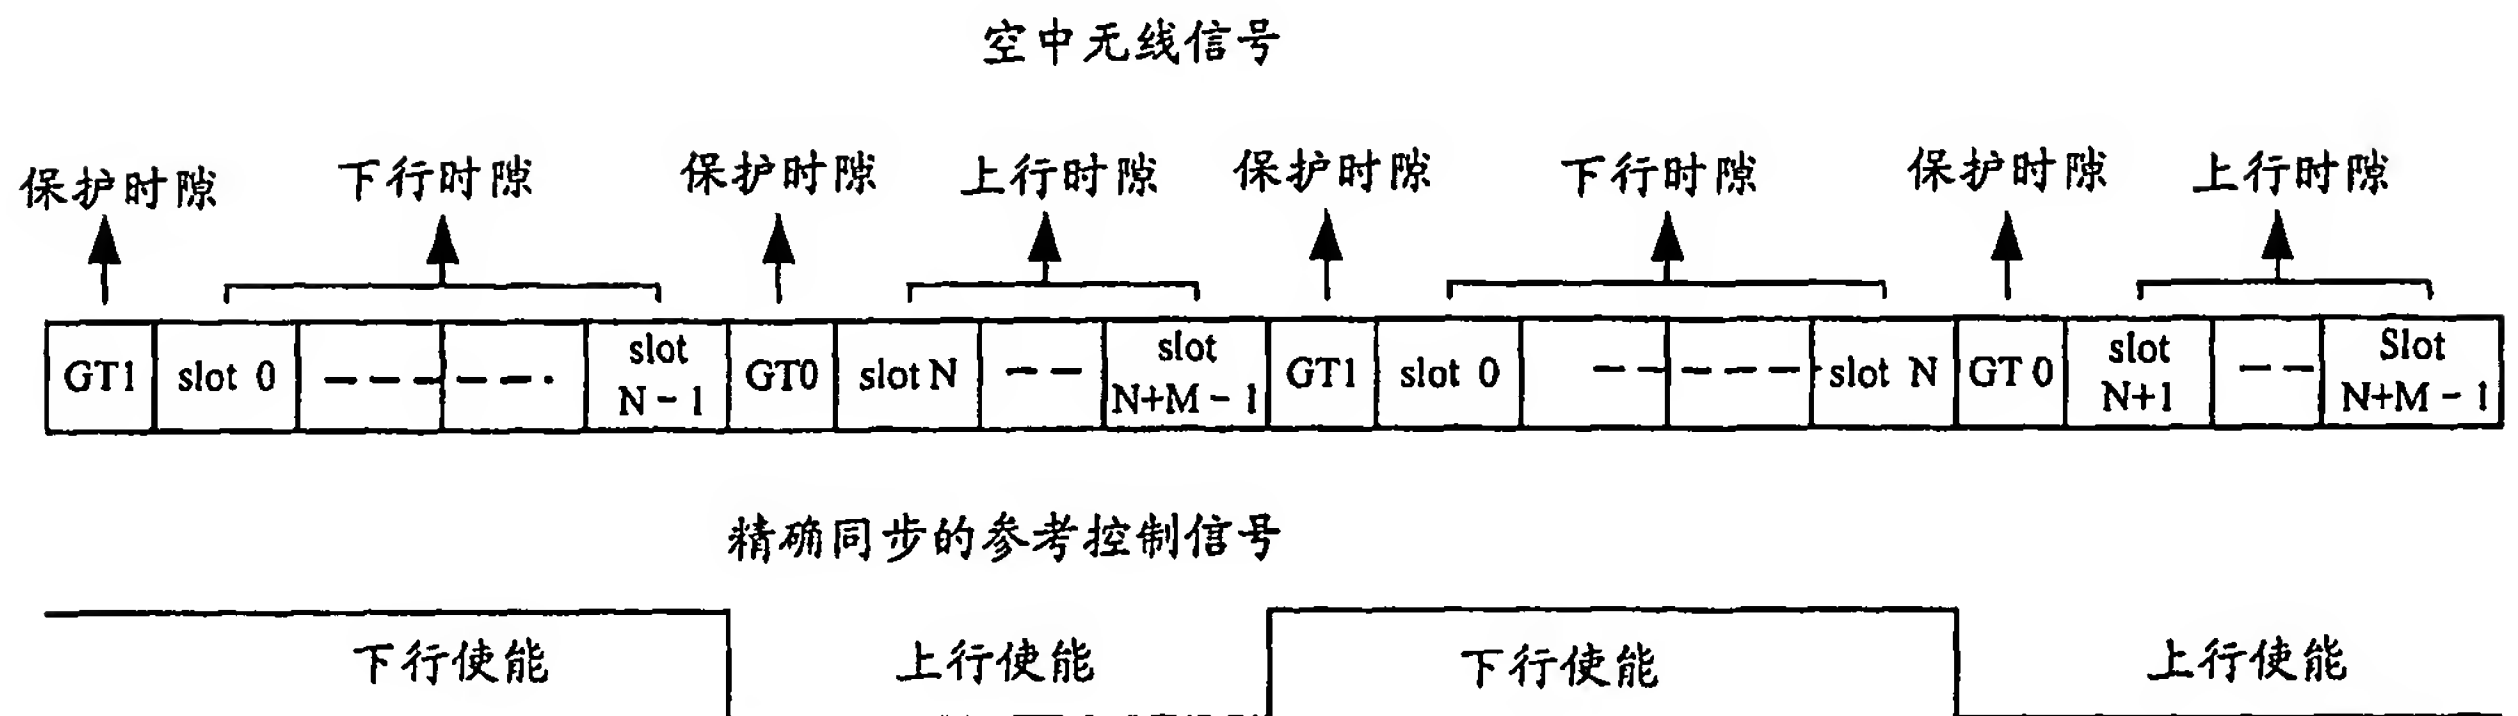 空中无线信号
保护时隙 下行时隙 保护时隙 上行时隙 保护时隙 下行时隙 保护时隙 上行时隙
GT1 slot 0 slot N-1 GT0 slot N slot N+M-1 GT1 slot 0 slot N GT0 slot N+1 Slot N+M-1
精确同步的参考控制信号
下行使能 上行使能 下行使能 上行使能